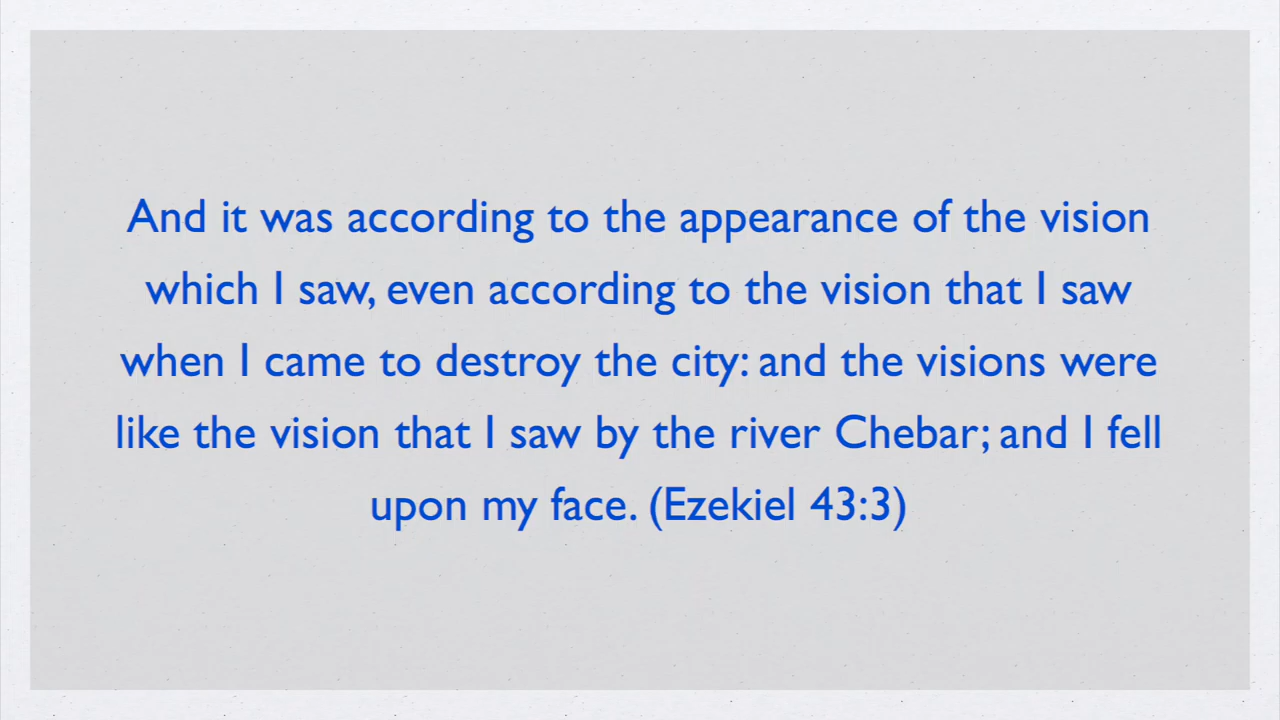 And it was according to the appearance of the vision
which I saw, even according to the vision that I saw
when I came to destroy the city: and the visions were
like the vision that I saw by the river Chebar; and I fell
upon my face. (Ezekiel 43:3)